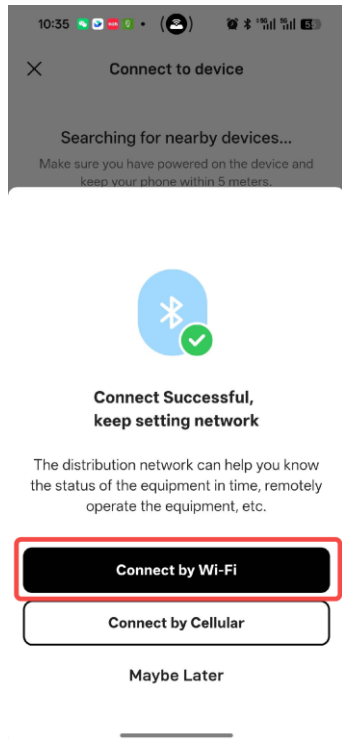 10:35
Connect to device
Searching for nearby devices...
Make sure you have powered on the device and
keep your phone within 5 meters.
Connect Successful,
keep setting network
The distribution network can help you know
the status of the equipment in time, remotely
operate the equipment, etc.
Connect by Wi-Fi
Connect by Cellular
Maybe Later